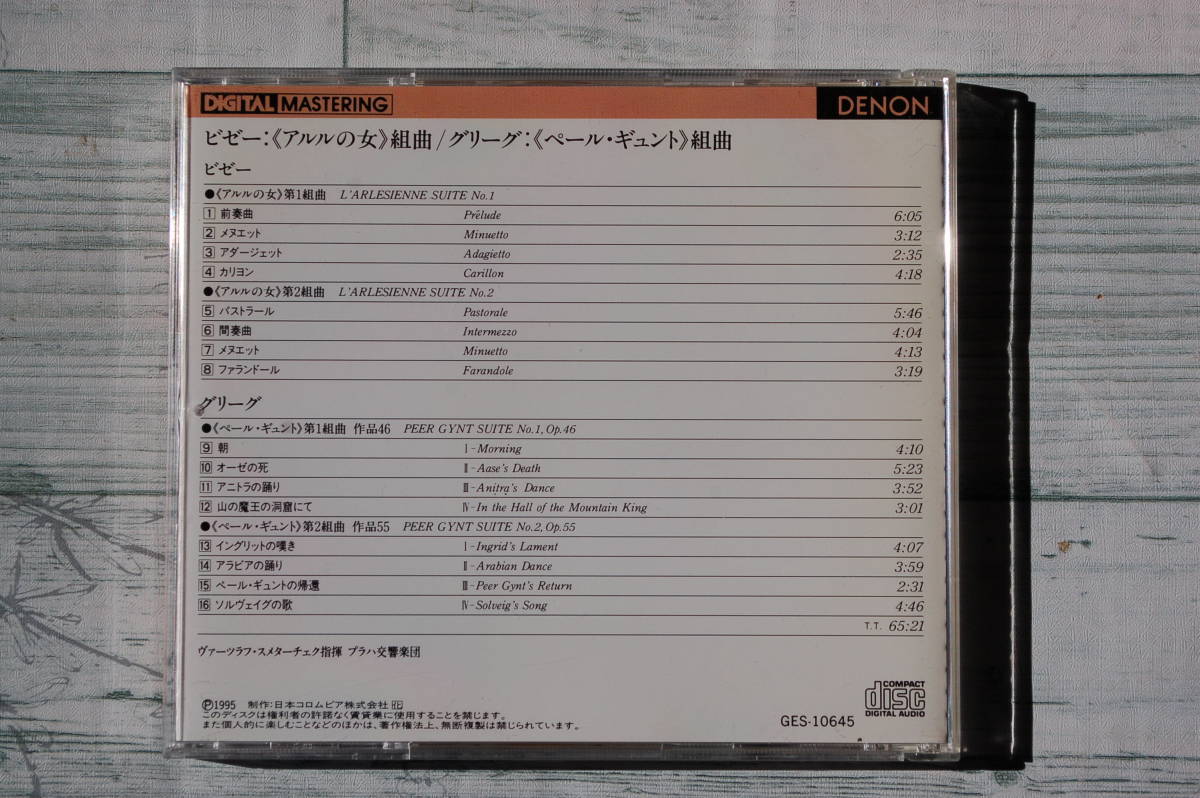 DIGITAL MASTERING DENON
ビゼー:《アルルの女》組曲/グリーグ:《ペール・ギュント》組曲
ビゼー
●《アルルの女》第1組曲 L'ARLESIENNE SUITE No.1
1 前奏曲 Prélude 6:05
2 メヌエット Minuetto 3:12
3 アダージェット Adagietto 2:35
4 カリヨン Carillon 4:18
●《アルルの女》第2組曲 L'ARLESIENNE SUITE No.2
5 パストラール Pastorale 5:46
6 間奏曲 Intermezzo 4:04
7 メヌエット Minuetto 4:13
8 ファランドール Farandole 3:19
グリーグ
●《ペール・ギュント》第1組曲 作品46 PEER GYNT SUITE No.1, Op.46
9 朝 Ⅰ-Morning 4:10
10 オーゼの死 Ⅱ-Aase's Death 5:23
11 アニトラの踊り Ⅲ-Anitra's Dance 3:52
12 山の魔王の洞窟にて Ⅳ-In the Hall of the Mountain King 3:01
●《ペール・ギュント》第2組曲 作品55 PEER GYNT SUITE No.2, Op.55
13 イングリットの嘆き Ⅰ-Ingrid's Lament 4:07
14 アラビアの踊り Ⅱ-Arabian Dance 3:59
15 ペール・ギュントの帰還 Ⅲ-Peer Gynt's Return 2:31
16 ソルヴェイグの歌 Ⅳ-Solveig's Song 4:46
T.T. 65:21
ヴァーツラフ・スメターチェク指揮 プラハ交響楽団
Ⓟ1995 制作:日本コロムビア株式会社
このディスクは権利者の許諾なく賃貸業に使用することを禁じます。
また個人的に楽しむことなどのほかは、著作権法上、無断複製は禁じられています。
GES-10645
COMPACT
disc
DIGITAL AUDIO